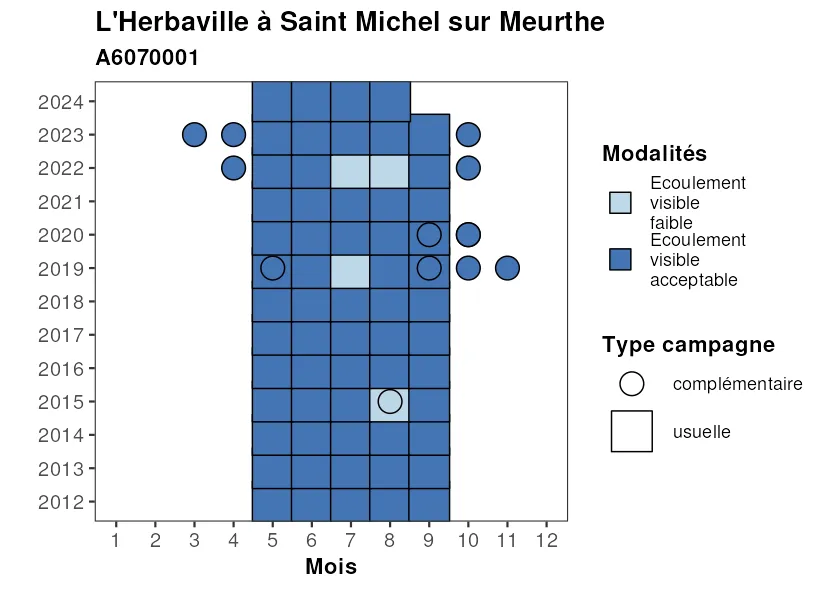 L'Herbaville à Saint Michel sur Meurthe
A6070001
2024
2023
2022
2021
2020
2019
2018
2017
2016
2015
2014
2013
2012
1 2 3 4 5 6 7 8 9 10 11 12
Mois
Modalités
Ecoulement
visible
faible
Ecoulement
visible
acceptable
Type campagne
complémentaire
usuelle